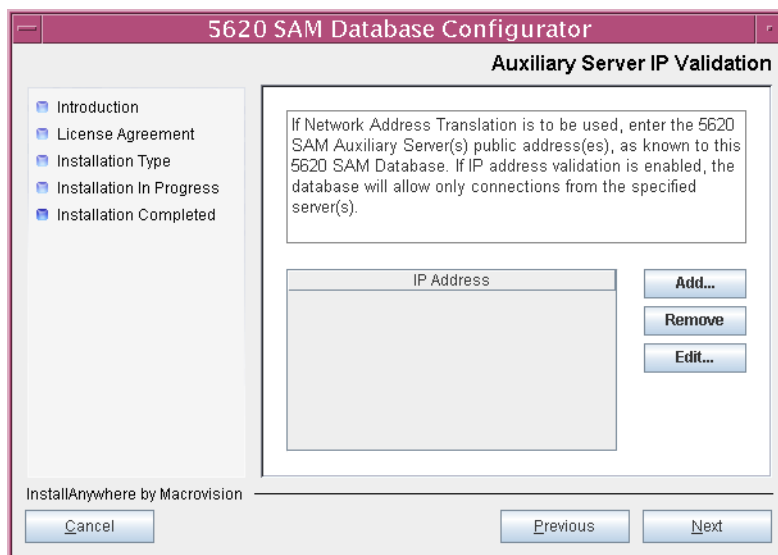 5620 SAM Database Configurator
Auxiliary Server IP Validation
Introduction
License Agreement
Installation Type
Installation In Progress
Installation Completed
If Network Address Translation is to be used, enter the 5620
SAM Auxiliary Server(s) public address(es), as known to this
5620 SAM Database. If IP address validation is enabled, the
database will allow only connections from the specified
server(s).
IP Address
Add...
Remove
Edit...
InstallAnywhere by Macrovision
Cancel
Previous
Next